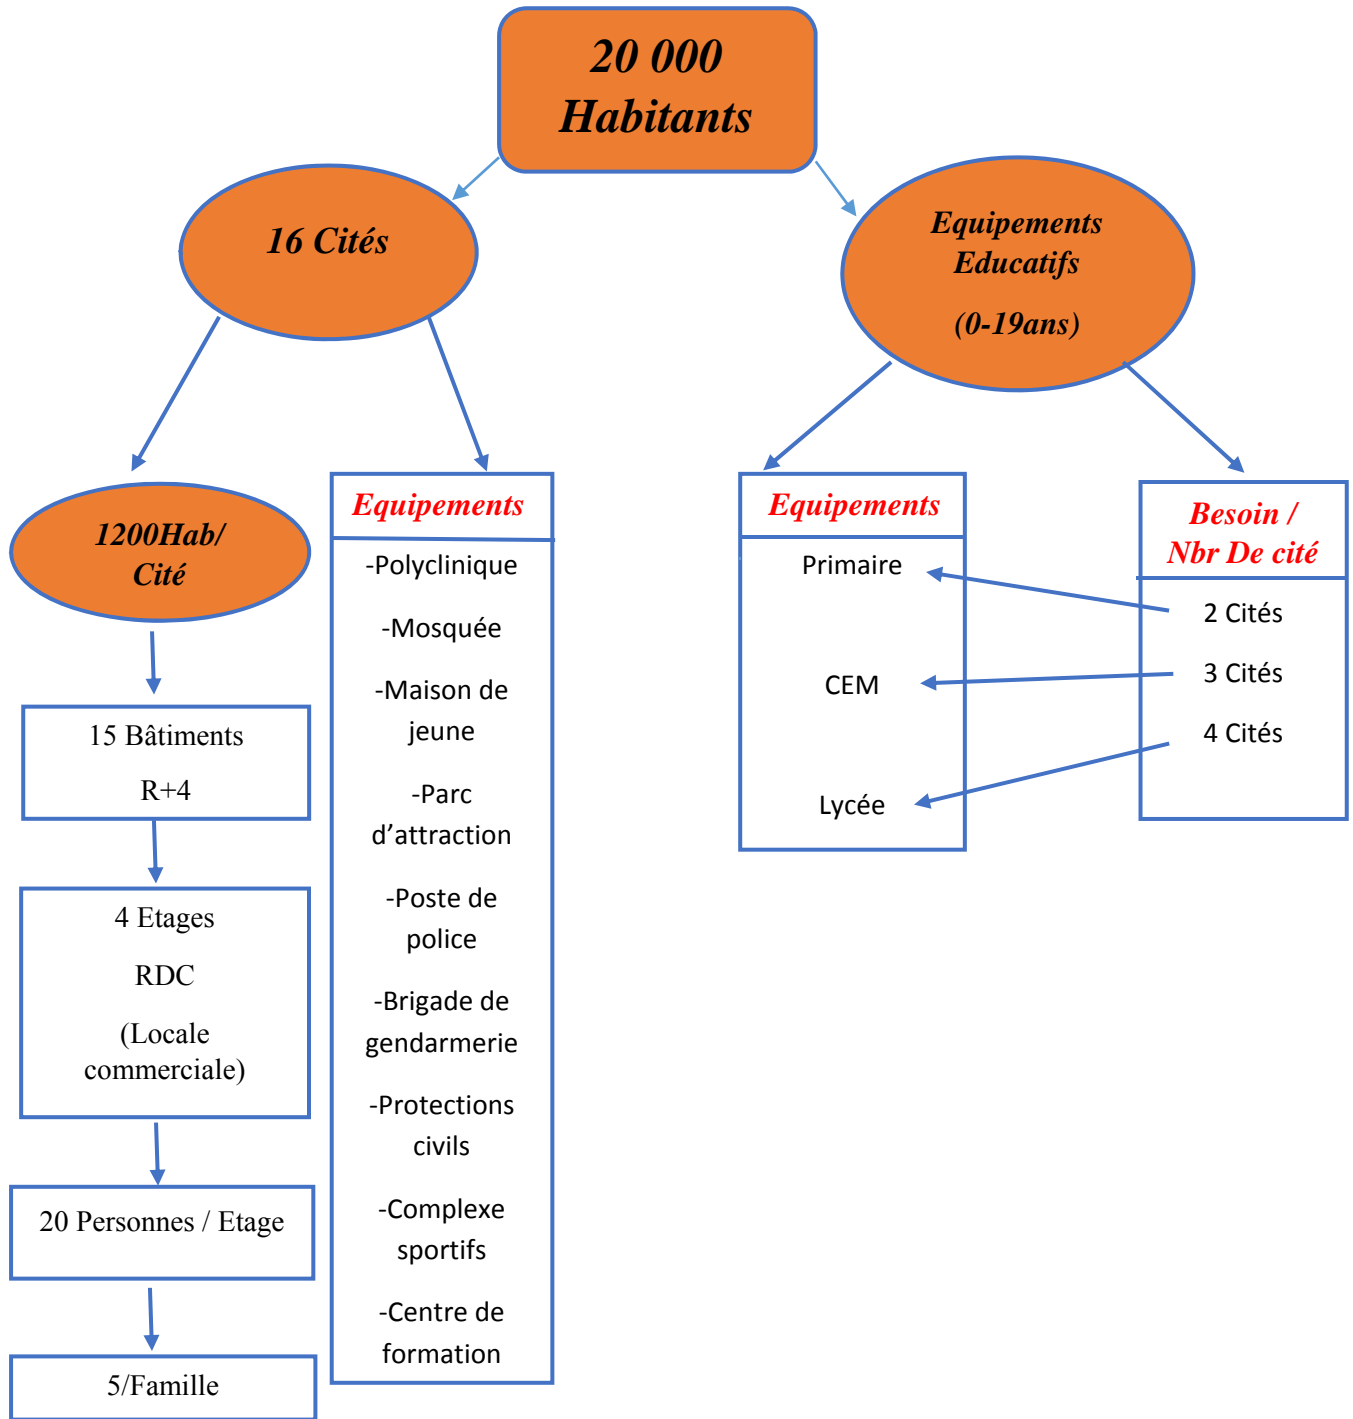 20 000
Habitants
16 Cités
Equipements
Educatifs
(0-19ans)
1200Hab/
Cité
15 Bâtiments
R+4
4 Etages
RDC
(Locale
commerciale)
20 Personnes / Etage
5/Famille
Equipements
-Polyclinique
-Mosquée
-Maison de
jeune
-Parc
d’attraction
-Poste de
police
-Brigade de
gendarmerie
-Protections
civils
-Complexe
sportifs
-Centre de
formation
Equipements
Primaire
CEM
Lycée
Besoin /
Nbr De cité
2 Cités
3 Cités
4 Cités